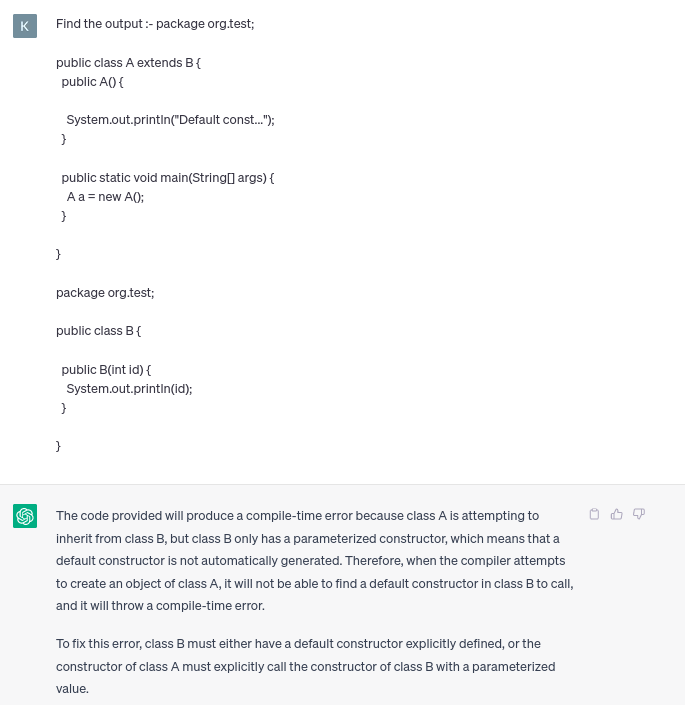 K
Find the output :- package org.test;
public class A extends B {
public A() {
System.out.println("Default const...");
}
public static void main(String[] args) {
A a = new A();
}
}
package org.test;
public class B {
public B(int id) {
System.out.println(id);
}
}
The code provided will produce a compile-time error because class A is attempting to
inherit from class B, but class B only has a parameterized constructor, which means that a
default constructor is not automatically generated. Therefore, when the compiler attempts
to create an object of class A, it will not be able to find a default constructor in class B to call,
and it will throw a compile-time error.
To fix this error, class B must either have a default constructor explicitly defined, or the
constructor of class A must explicitly call the constructor of class B with a parameterized
value.